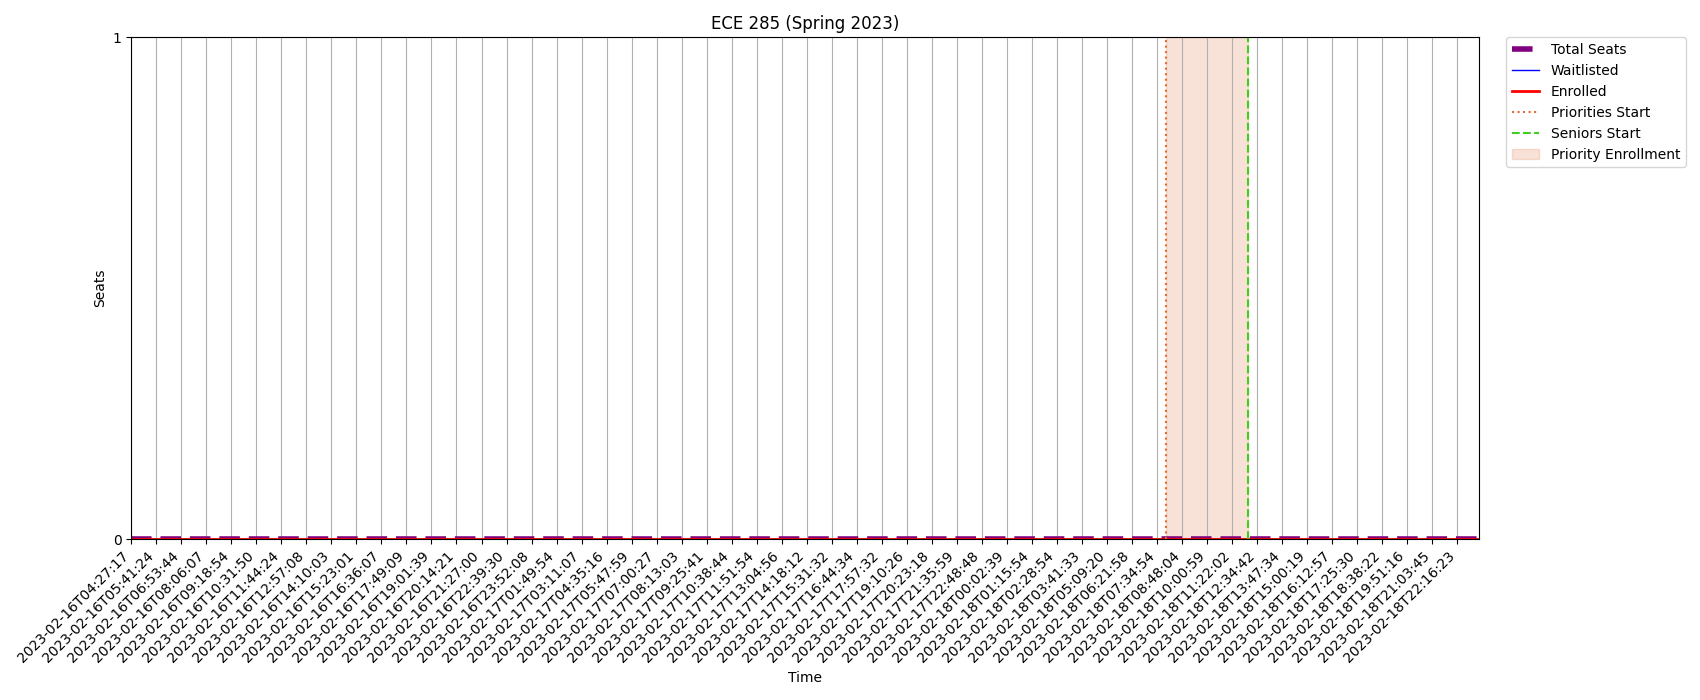 ECE 285 (Spring 2023)
1
0
Seats
Total Seats
Waitlisted
Enrolled
Priorities Start
Seniors Start
Priority Enrollment
2023-02-16T04:27:17
2023-02-16T05:41:24
2023-02-16T06:53:44
2023-02-16T08:06:07
2023-02-16T09:18:54
2023-02-16T10:31:50
2023-02-16T11:44:24
2023-02-16T12:57:08
2023-02-16T14:10:03
2023-02-16T15:23:01
2023-02-16T16:36:07
2023-02-16T17:49:09
2023-02-16T19:01:39
2023-02-16T20:14:21
2023-02-16T21:27:00
2023-02-16T22:39:30
2023-02-16T23:52:08
2023-02-17T01:49:54
2023-02-17T03:11:07
2023-02-17T04:35:16
2023-02-17T05:47:59
2023-02-17T07:00:27
2023-02-17T08:13:03
2023-02-17T09:25:41
2023-02-17T10:38:44
2023-02-17T11:51:54
2023-02-17T13:04:56
2023-02-17T14:18:12
2023-02-17T15:31:32
2023-02-17T16:44:34
2023-02-17T17:57:32
2023-02-17T19:10:26
2023-02-17T20:23:18
2023-02-17T21:35:59
2023-02-17T22:48:48
2023-02-18T00:02:39
2023-02-18T01:15:54
2023-02-18T02:28:54
2023-02-18T03:41:33
2023-02-18T05:09:20
2023-02-18T06:21:58
2023-02-18T07:34:54
2023-02-18T08:48:04
2023-02-18T10:00:59
2023-02-18T11:22:02
2023-02-18T12:34:42
2023-02-18T13:47:34
2023-02-18T15:00:19
2023-02-18T16:12:57
2023-02-18T17:25:30
2023-02-18T18:38:22
2023-02-18T19:51:16
2023-02-18T21:03:45
2023-02-18T22:16:23
Time